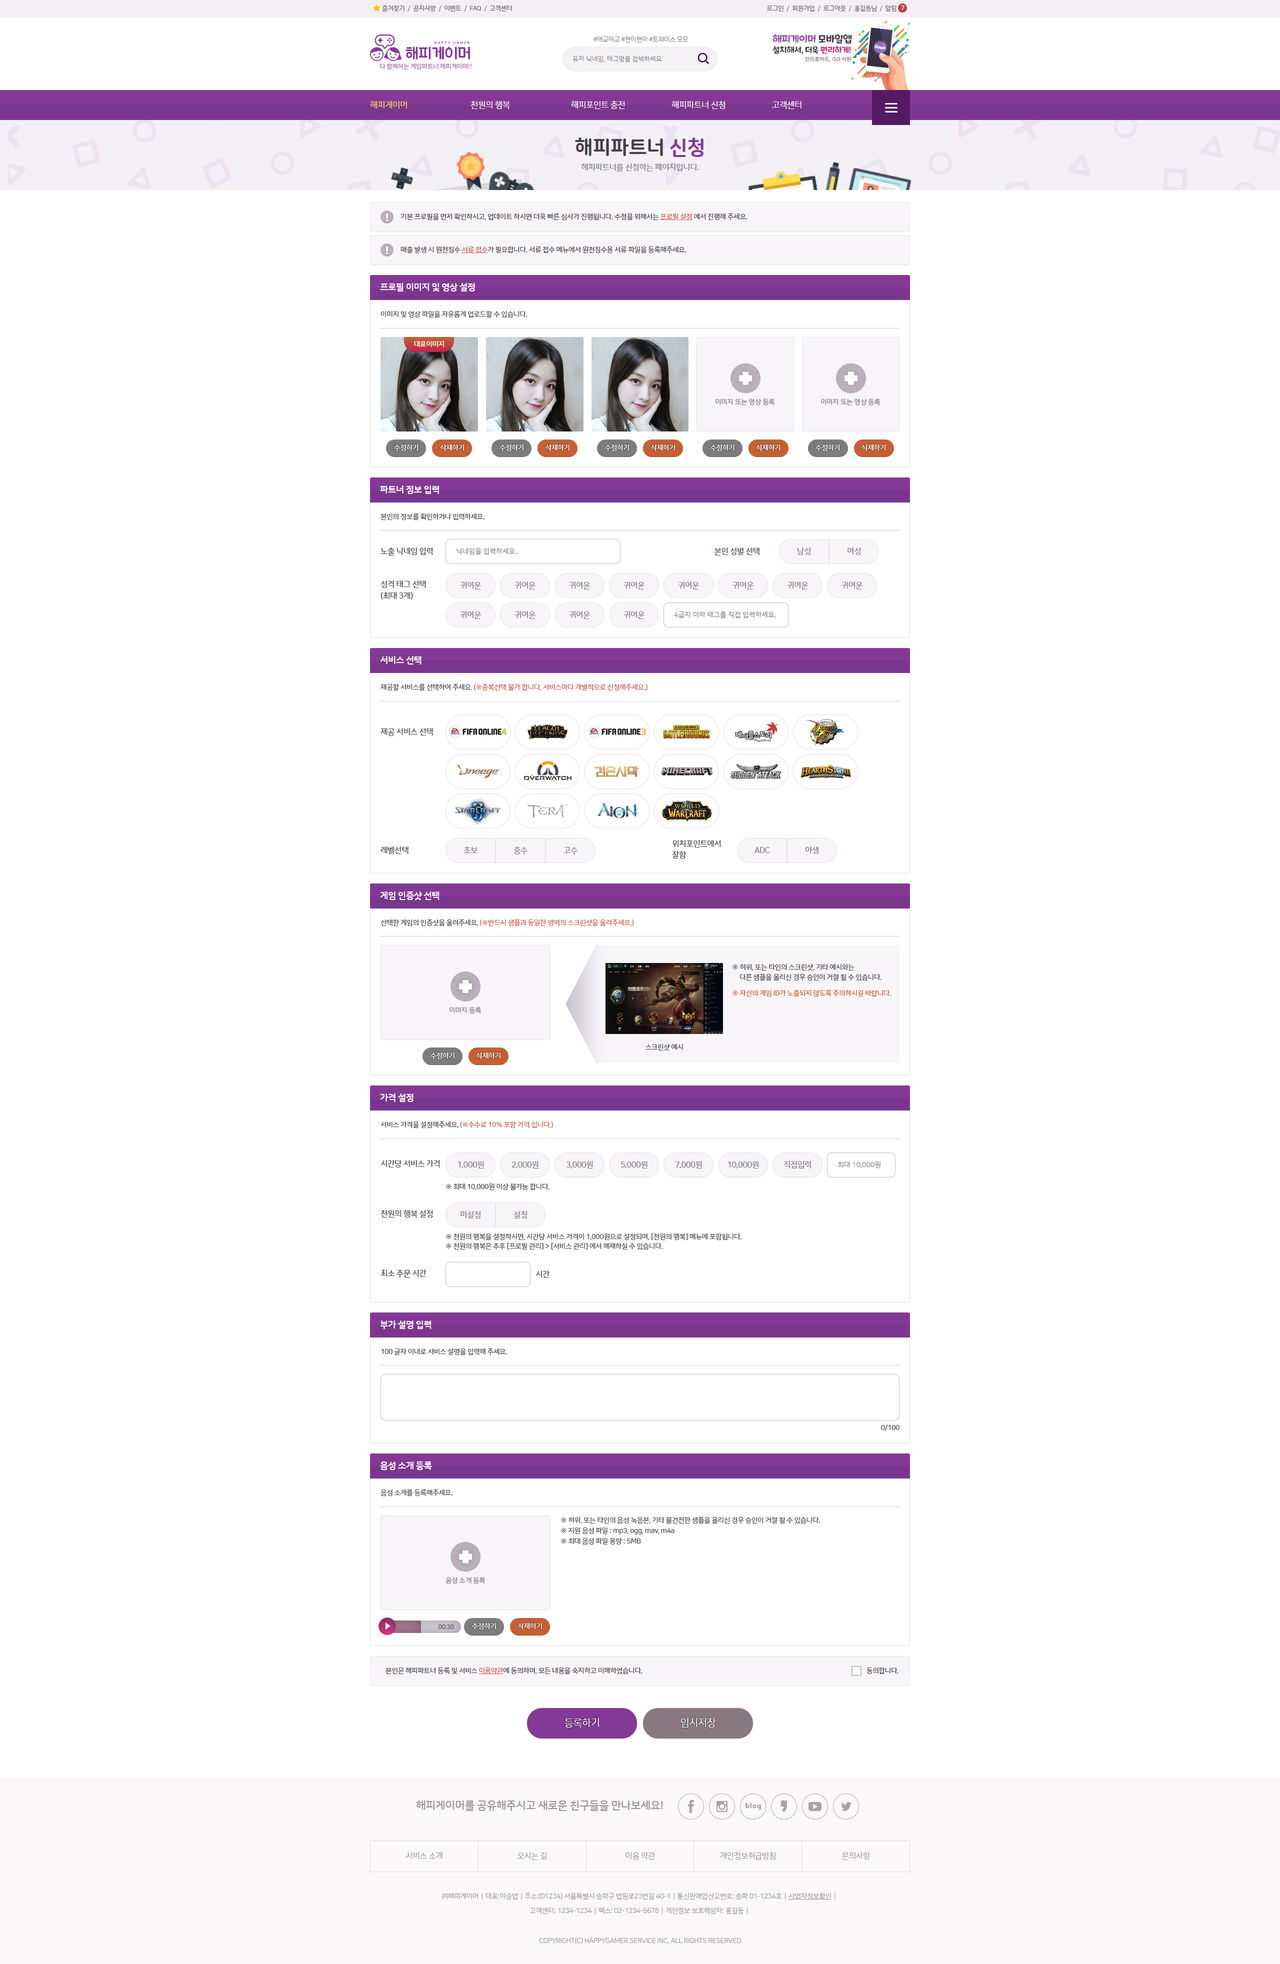 즐겨찾기 / 공지사항 / 이벤트 / FAQ / 고객센터
로그인 / 회원가입 / 로그아웃 / 홍길동님 / 알림 7
HAPPY GAMER
해피게이머
다 함께하는 게임파트너 해피게이머!!
#애교애교 #현아현아 #트와이스 모모
유저 닉네임, 태그명을 검색하세요.
해피게이머 모바일앱
설치해서, 더욱 편리하게!
안드로이드, ISO 지원
해피게이머
천원의 행복
해피포인트 충전
해피파트너 신청
고객센터
해피파트너 신청
해피파트너를 신청하는 페이지입니다.
기본 프로필을 먼저 확인하시고, 업데이트 하시면 더욱 빠른 심사가 진행됩니다. 수정을 위해서는 프로필 설정 에서 진행해 주세요.
매출 발생 시 원천징수 서류 접수가 필요합니다. 서류 접수 메뉴에서 원천징수용 서류 파일을 등록해주세요.
프로필 이미지 및 영상 설정
이미지 및 영상 파일을 자유롭게 업로드할 수 있습니다.
대표이미지
이미지 또는 영상 등록
이미지 또는 영상 등록
수정하기 삭제하기
수정하기 삭제하기
수정하기 삭제하기
수정하기 삭제하기
수정하기 삭제하기
파트너 정보 입력
본인의 정보를 확인하거나 입력하세요.
노출 닉네임 입력
닉네임을 입력하세요.
본인 성별 선택
남성 여성
성격 태그 선택
(최대 3개)
귀여운 귀여운 귀여운 귀여운 귀여운 귀여운 귀여운 귀여운
귀여운 귀여운 귀여운 귀여운 4글자 이하 태그를 직접 입력하세요.
서비스 선택
제공할 서비스를 선택하여 주세요. (※중복선택 불가 합니다. 서비스마다 개별적으로 신청해주세요.)
제공 서비스 선택
FIFA ONLINE 4
LEAGUE LEGENDS
FIFA ONLINE 3
BATTLEGROUNDS
메이플스토리
Lineage
OVERWATCH
검은사막
MINECRAFT
SUDDEN ATTACK
HEARTHSTONE
STARCRAFT
TERA
AION
WORLD WARCRAFT
레벨선택
초보 중수 고수
위치포인트에서
잘함
ADC 야생
게임 인증샷 선택
선택한 게임의 인증샷을 올려주세요. (※반드시 샘플과 동일한 영역의 스크린샷을 올려주세요.)
이미지 등록
수정하기 삭제하기
스크린샷 예시
※ 허위, 또는 타인의 스크린샷, 기타 예시와는
다른 샘플을 올리신 경우 승인이 거절 될 수 있습니다.
※ 자신의 게임 ID가 노출되지 않도록 주의하시길 바랍니다.
가격 설정
서비스 가격을 설정해주세요. (※수수료 10% 포함 가격 입니다.)
시간당 서비스 가격
1,000원 2,000원 3,000원 5,000원 7,000원 10,000원 직접입력 최대 10,000원
※ 최대 10,000원 이상 불가능 합니다.
천원의 행복 설정
미설정 설정
※ 천원의 행복을 설정하시면, 시간당 서비스 가격이 1,000원으로 설정되며, [천원의 행복] 메뉴에 포함됩니다.
※ 천원의 행복은 추후 [프로필 관리] > [서비스 관리] 에서 해제하실 수 있습니다.
최소 주문 시간
시간
부가 설명 입력
100 글자 이내로 서비스 설명을 입력해 주세요.
0/100
음성 소개 등록
음성 소개를 등록해주세요.
음성 소개 등록
※ 허위, 또는 타인의 음성 녹음본, 기타 불건전한 샘플을 올리신 경우 승인이 거절 될 수 있습니다.
※ 지원 음성 파일 : mp3, ogg, mav, m4a
※ 최대 음성 파일 용량 : 5MB
00:30
수정하기 삭제하기
본인은 해피파트너 등록 및 서비스 이용약관에 동의하며, 모든 내용을 숙지하고 이해하였습니다.
동의합니다.
등록하기
임시저장
해피게이머를 공유해주시고 새로운 친구들을 만나보세요!
blog
서비스 소개
오시는 길
이용 약관
개인정보취급방침
문의사항
㈜해피게이머 | 대표:이승엽 | 주소:(01234) 서울특별시 송파구 법원로23번길 40-1 | 통신판매업신고번호: 송파 01-1234호 | 사업자정보확인 |
고객센터: 1234-1234 | 팩스: 02-1234-5678 | 개인정보 보호책임자: 홍길동 |
COPYRIGHT(C) HAPPYGAMER SERVICE INC, ALL RIGHTS RESERVED